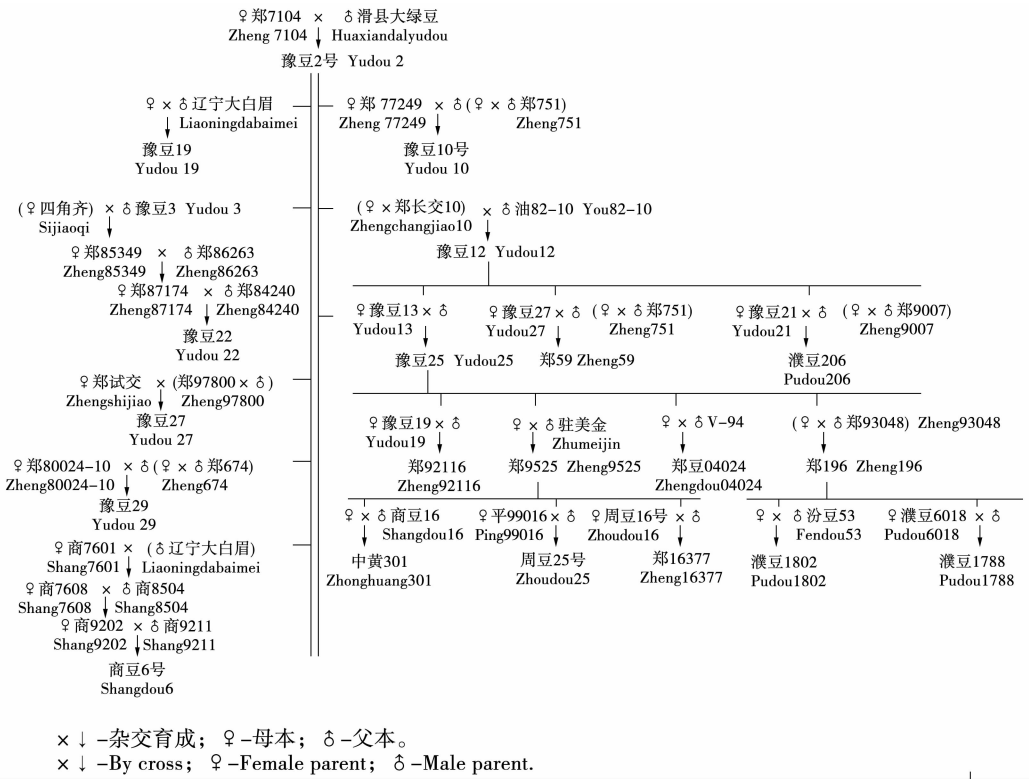 ♀郑7104 × ♂滑县大绿豆
Zheng 7104 ↓ Huaxiandalyudou
豫豆2号 Yudou 2
♀ × ♂辽宁大白眉
↓ Liaoningdabaimei
豫豆19
Yudou 19
(♀四角齐) × ♂豫豆3 Yudou 3
Sijiaoqi ↓
♀郑85349 × ♂郑86263
Zheng85349 ↓ Zheng86263
♀郑87174 × ♂郑84240
Zheng87174 ↓ Zheng84240
豫豆22
Yudou 22
♀郑试交 × (郑97800 × ♂)
Zhengshijiao ↓ Zheng97800
豫豆27
Yudou 27
♀郑80024-10 × ♂(♀ × ♂郑674)
Zheng80024-10 ↓ Zheng674
豫豆29
Yudou 29
♀商7601 × (♂辽宁大白眉)
Shang7601 ↓ Liaoningdabaimei
♀商7608 × ♂商8504
Shang7608 ↓ Shang8504
♀商9202 × ♂商9211
Shang9202 ↓ Shang9211
商豆6号
Shangdou6
♀郑 77249 × ♂(♀ × ♂郑751)
Zheng 77249 ↓ Zheng751
豫豆10号
Yudou 10
(♀ ×郑长交10) × ♂油82-10 You82-10
Zhengchangjiao10 ↓
豫豆12 Yudou12
♀豫豆13 × ♂ ♀豫豆27 × ♂ (♀ × ♂郑751) ♀豫豆21 × ♂ (♀ × ♂郑9007)
Yudou13 ↓ Yudou27 ↓ Zheng751 Yudou21 ↓ Zheng9007
豫豆25 Yudou25 郑59 Zheng59 濮豆206
Pudou206
♀豫豆19 × ♂ ♀ × ♂驻美金 ♀ × ♂V-94 (♀ × ♂郑93048) Zheng93048
Yudou19 ↓ ↓ Zhumeijin ↓ ↓
郑92116 郑9525 Zheng9525 郑豆04024 郑196 Zheng196
Zheng92116 Zhengdou04024
♀ × ♂商豆16 ♀平99016 × ♂ ♀周豆16号 × ♂ ♀ × ♂汾豆53 ♀濮豆6018 × ♂
↓ Shangdou16 Ping99016 ↓ Zhoudou16 ↓ ↓ Fendou53 Pudou6018 ↓
中黄301 周豆25号 郑16377 濮豆1802 濮豆1788
Zhonghuang301 Zhoudou25 Zheng16377 Pudou1802 Pudou1788
× ↓ -杂交育成；♀-母本；♂-父本。
× ↓ -By cross; ♀-Female parent; ♂-Male parent.